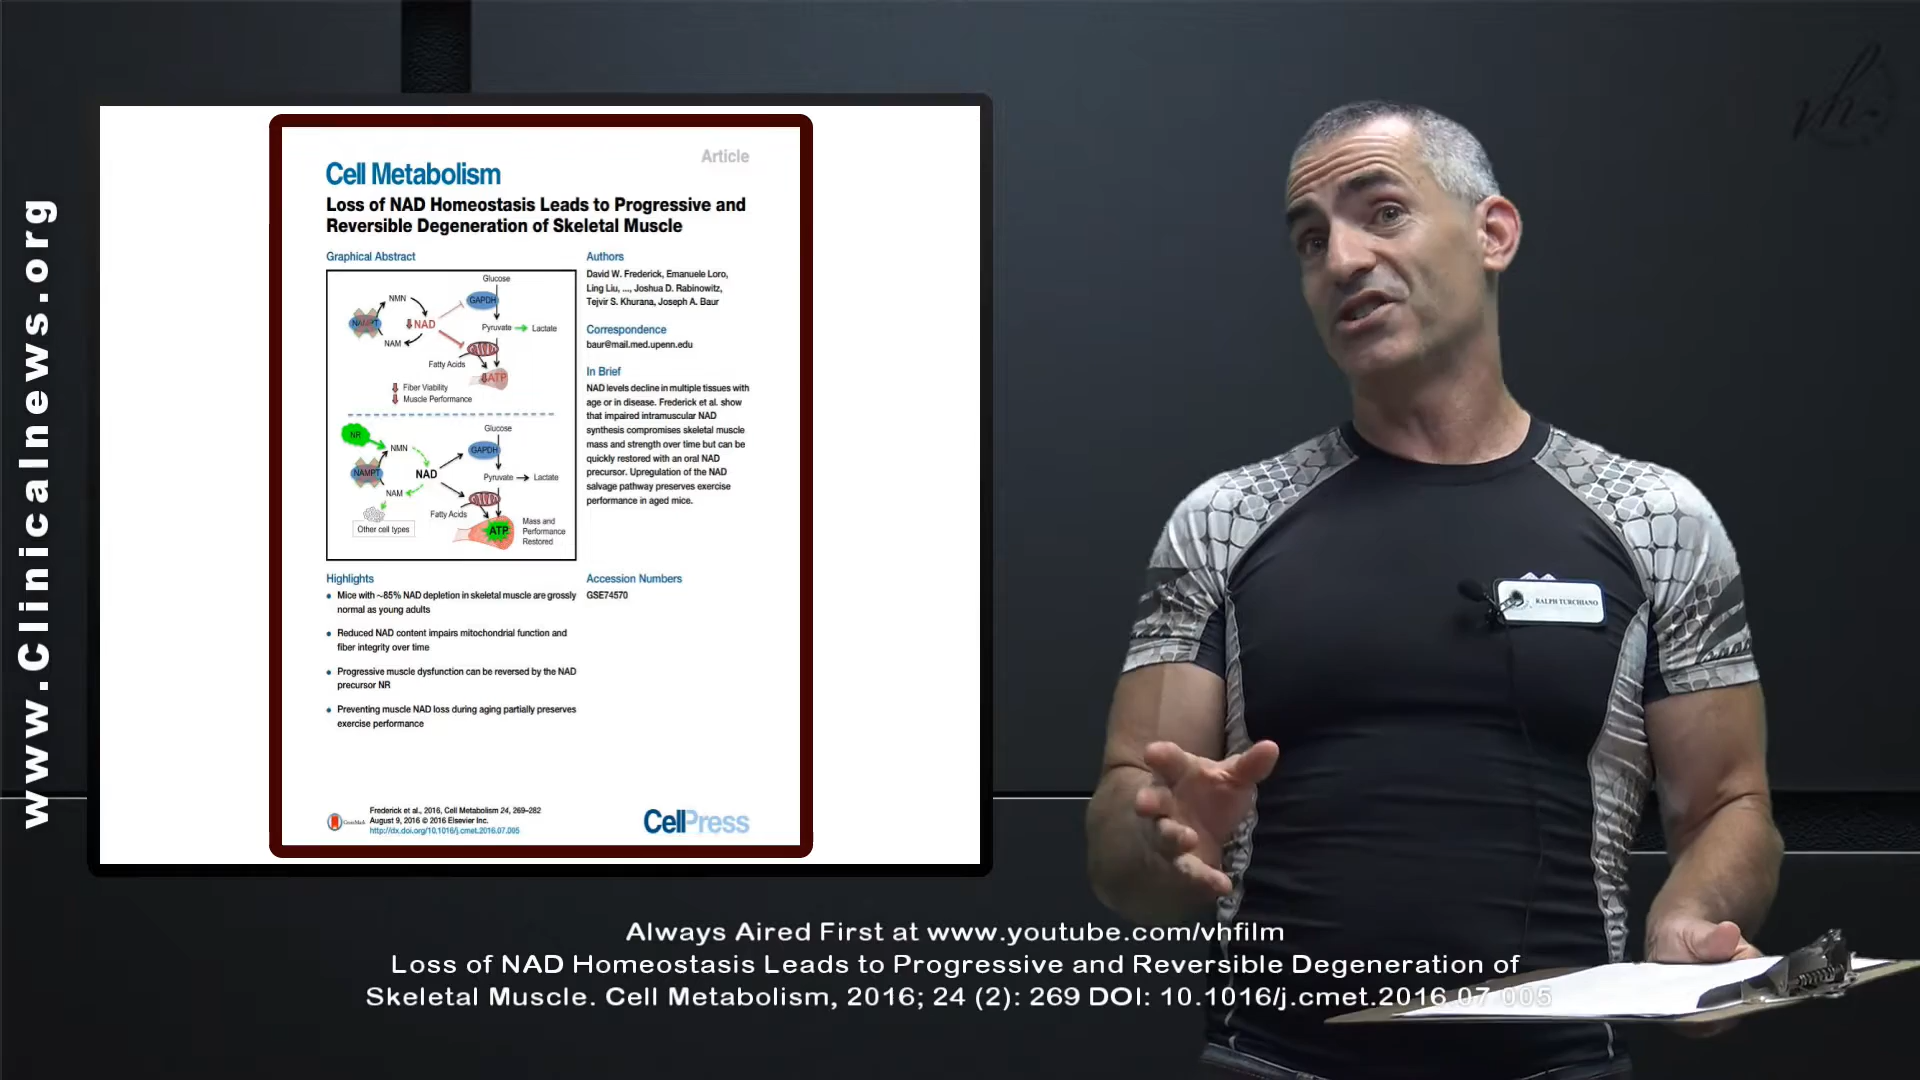 www.Clinicalnews.org
Article
Cell Metabolism
Loss of NAD Homeostasis Leads to Progressive and
Reversible Degeneration of Skeletal Muscle
Graphical Abstract
Glucose
NMN
GAPDH
NAMPT
NAD
Pyruvate
Lactate
NAM
Fatty Acids
ATP
Fiber Viability
Muscle Performance
NR
Glucose
NMN
GAPDH
NAMPT
NAD
Pyruvate
Lactate
NAM
Fatty Acids
Other cell types
ATP
Mass and
Performance
Restored
Authors
David W. Frederick, Emanuele Loro,
Ling Liu, ..., Joshua D. Rabinowitz,
Tejvir S. Khurana, Joseph A. Baur
Correspondence
baur@mail.med.upenn.edu
In Brief
NAD levels decline in multiple tissues with
age or in disease. Frederick et al. show
that impaired intramuscular NAD
synthesis compromises skeletal muscle
mass and strength over time but can be
quickly restored with an oral NAD
precursor. Upregulation of the NAD
salvage pathway preserves exercise
performance in aged mice.
Highlights
Mice with ~85% NAD depletion in skeletal muscle are grossly
normal as young adults
Reduced NAD content impairs mitochondrial function and
fiber integrity over time
Progressive muscle dysfunction can be reversed by the NAD
precursor NR
Preventing muscle NAD loss during aging partially preserves
exercise performance
Accession Numbers
GSE74570
CrossMark
Frederick et al., 2016, Cell Metabolism 24, 269–282
August 9, 2016 © 2016 Elsevier Inc.
http://dx.doi.org/10.1016/j.cmet.2016.07.005
CellPress
vh
RALPH TURCHIANO
Always Aired First at www.youtube.com/vhfilm
Loss of NAD Homeostasis Leads to Progressive and Reversible Degeneration of
Skeletal Muscle. Cell Metabolism, 2016; 24 (2): 269 DOI: 10.1016/j.cmet.2016.07.005